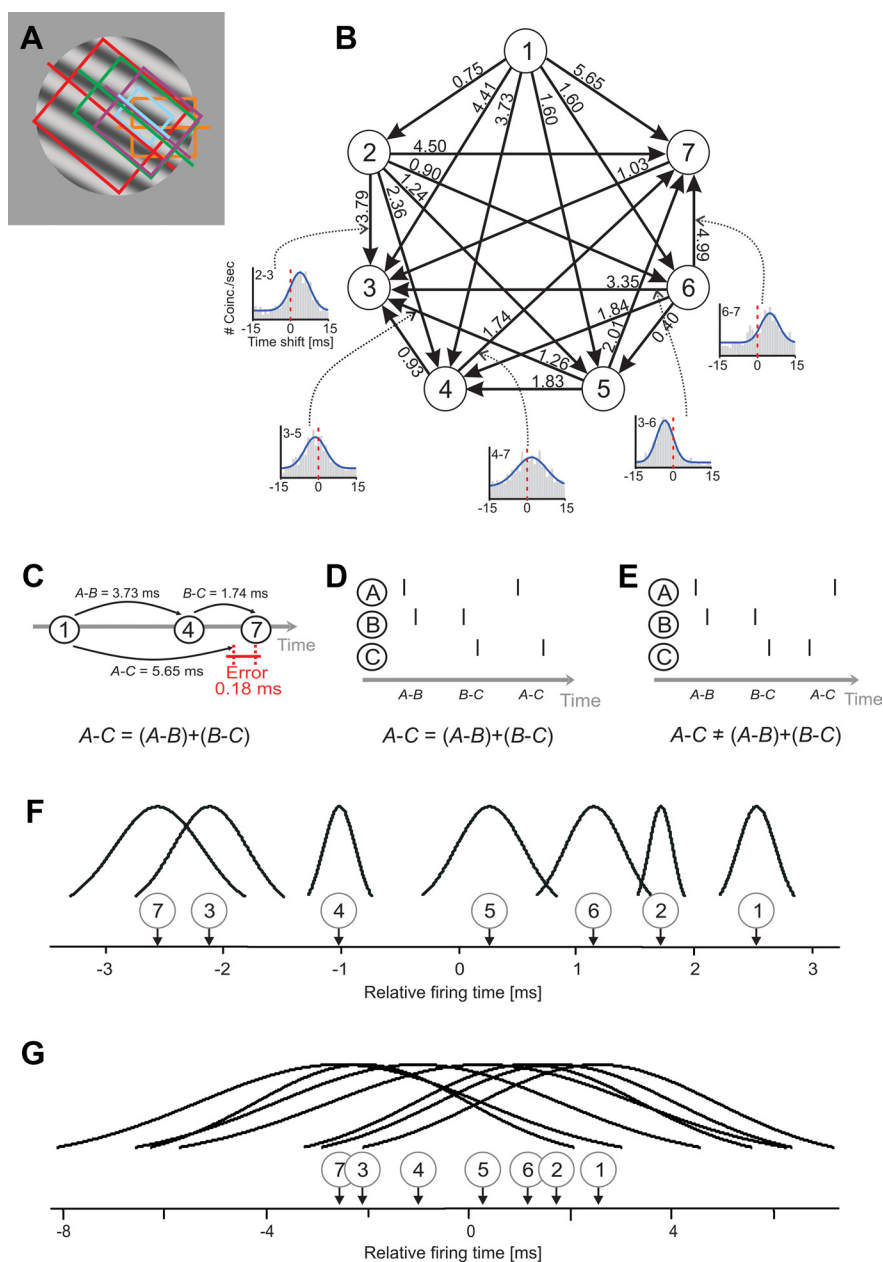 A
B
1
0.75
4.41
3.73
1.60
1.60
5.65
2
4.50
7
0.90
1.03
1.24
2.36
3.79
4.99
3
3.35
6
1.74
1.84
2.01
0.40
0.93
1.26
4
1.83
5
2-3
# Coinc./sec
-15 0 15
Time shift [ms]
3-5
-15 0 15
4-7
-15 0 15
3-6
-15 0 15
6-7
-15 0 15
C
A-B = 3.73 ms B-C = 1.74 ms
1 4 7
Time
A-C = 5.65 ms
Error
0.18 ms
A-C = (A-B)+(B-C)
D
A
B
C
A-B B-C A-C
Time
A-C = (A-B)+(B-C)
E
A
B
C
A-B B-C A-C
Time
A-C ≠ (A-B)+(B-C)
F
7 3 4 5 6 2 1
-3 -2 -1 0 1 2 3
Relative firing time [ms]
G
7 3 4 5 6 2 1
-8 -4 0 4
Relative firing time [ms]